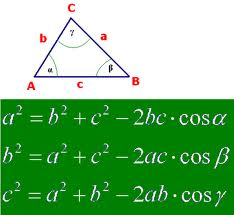 C
γ
b a
α β
A c B
a² = b² + c² − 2bc · cos α
b² = a² + c² − 2ac · cos β
c² = a² + b² − 2ab · cos γ